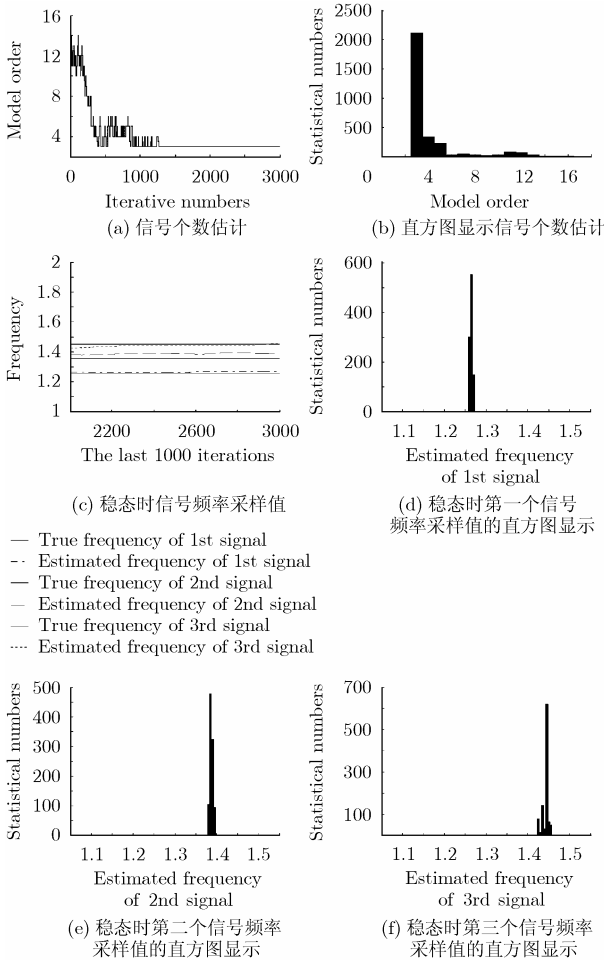 16
12
8
4
Model order
0
1000
2000
3000
Iterative numbers
(a) 信号个数估计
2500
2000
1500
1000
500
Statistical numbers
0
4
8
12
16
Model order
(b) 直方图显示信号个数估计
2
1.8
1.6
1.4
1.2
1
Frequency
2200
2600
3000
The last 1000 iterations
(c) 稳态时信号频率采样值
600
400
200
0
Statistical numbers
1.1
1.2
1.3
1.4
1.5
Estimated frequency
of 1st signal
(d) 稳态时第一个信号
频率采样值的直方图显示
True frequency of 1st signal
Estimated frequency of 1st signal
True frequency of 2nd signal
Estimated frequency of 2nd signal
True frequency of 3rd signal
Estimated frequency of 3rd signal
500
400
300
200
100
0
Statistical numbers
1.1
1.2
1.3
1.4
1.5
Estimated frequency
of 2nd signal
(e) 稳态时第二个信号频率
采样值的直方图显示
700
500
300
100
Statistical numbers
1.1
1.2
1.3
1.4
1.5
Estimated frequency
of 3rd signal
(f) 稳态时第三个信号频率
采样值的直方图显示